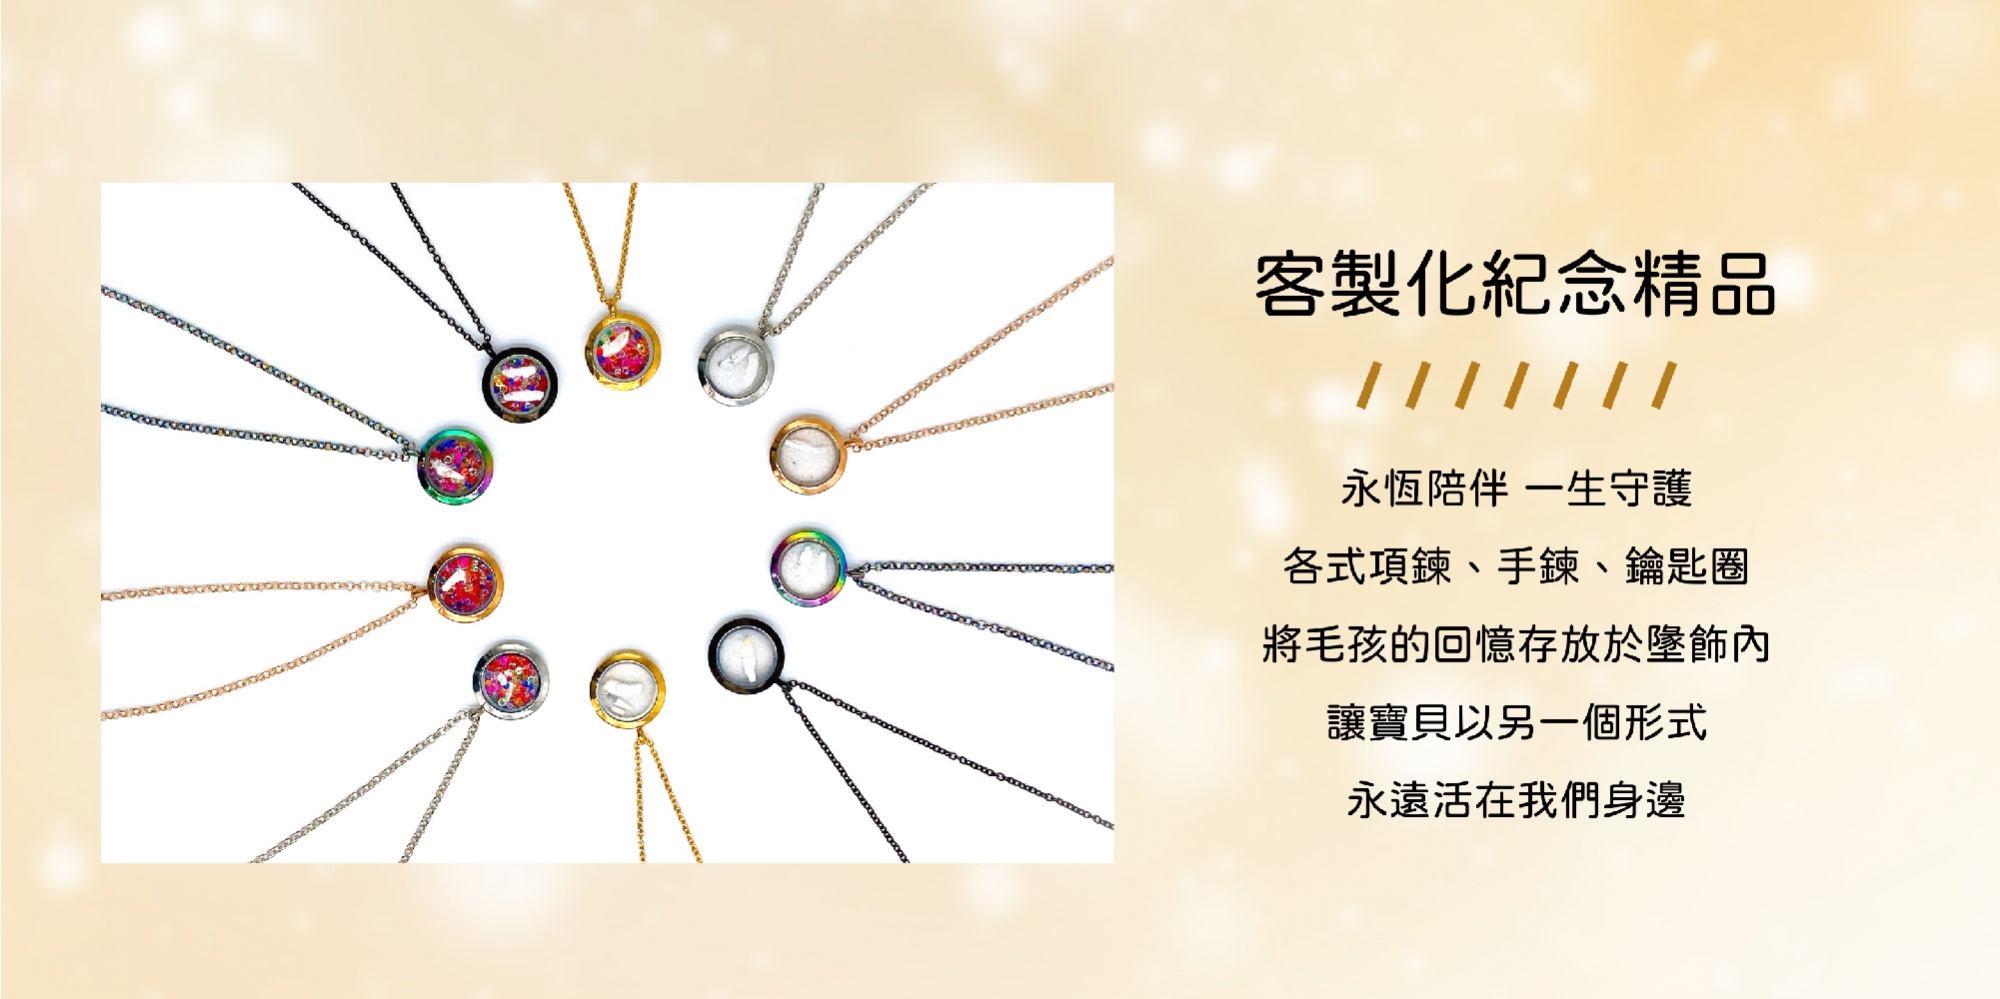 客製化紀念精品
永恆陪伴 一生守護
各式項鍊、手鍊、鑰匙圈
將毛孩的回憶存放於墬飾內
讓寶貝以另一個形式
永遠活在我們身邊